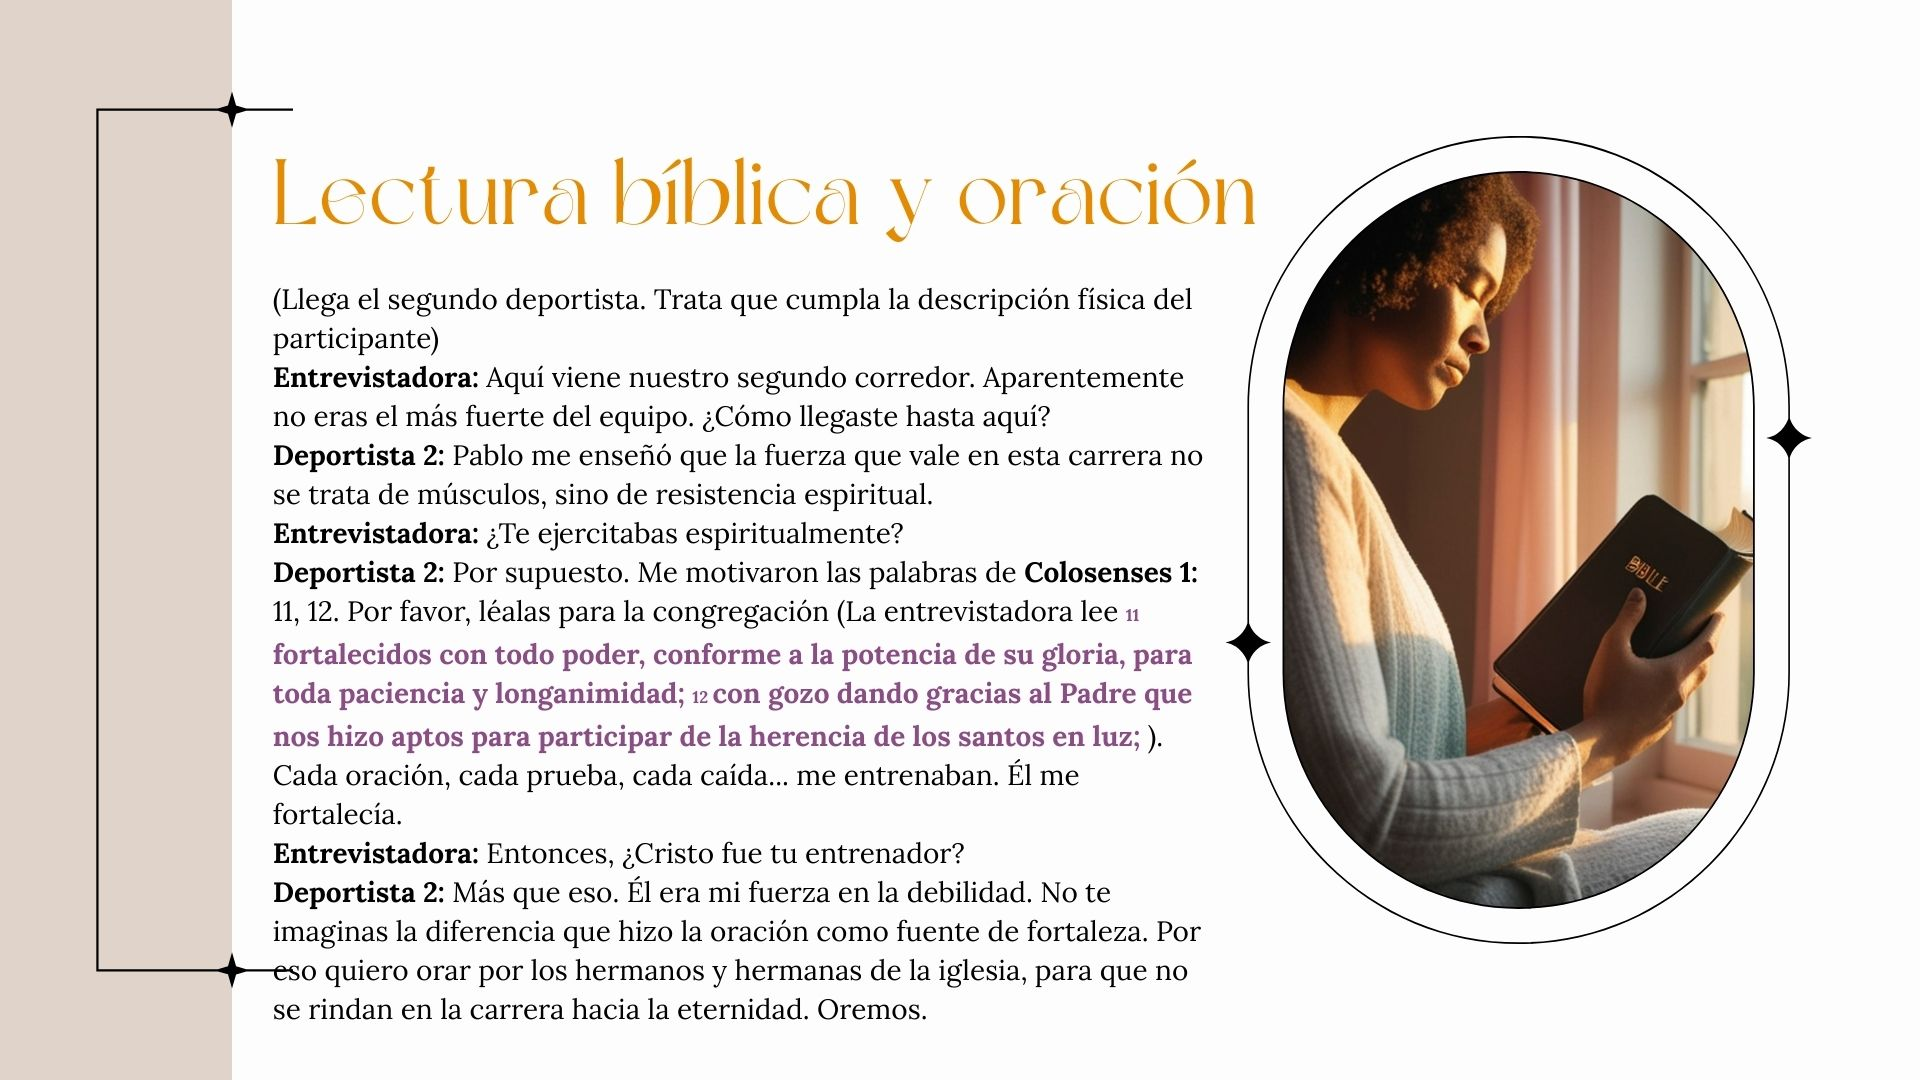 Lectura bíblica y oración
(Llega el segundo deportista. Trata que cumpla la descripción física del
participante)
Entrevistadora: Aquí viene nuestro segundo corredor. Aparentemente
no eras el más fuerte del equipo. ¿Cómo llegaste hasta aquí?
Deportista 2: Pablo me enseñó que la fuerza que vale en esta carrera no
se trata de músculos, sino de resistencia espiritual.
Entrevistadora: ¿Te ejercitabas espiritualmente?
Deportista 2: Por supuesto. Me motivaron las palabras de Colosenses 1:
11, 12. Por favor, léalas para la congregación (La entrevistadora lee 11
fortalecidos con todo poder, conforme a la potencia de su gloria, para
toda paciencia y longanimidad; 12 con gozo dando gracias al Padre que
nos hizo aptos para participar de la herencia de los santos en luz; ).
Cada oración, cada prueba, cada caída... me entrenaban. Él me
fortalecía.
Entrevistadora: Entonces, ¿Cristo fue tu entrenador?
Deportista 2: Más que eso. Él era mi fuerza en la debilidad. No te
imaginas la diferencia que hizo la oración como fuente de fortaleza. Por
eso quiero orar por los hermanos y hermanas de la iglesia, para que no
se rindan en la carrera hacia la eternidad. Oremos.
BIBLE